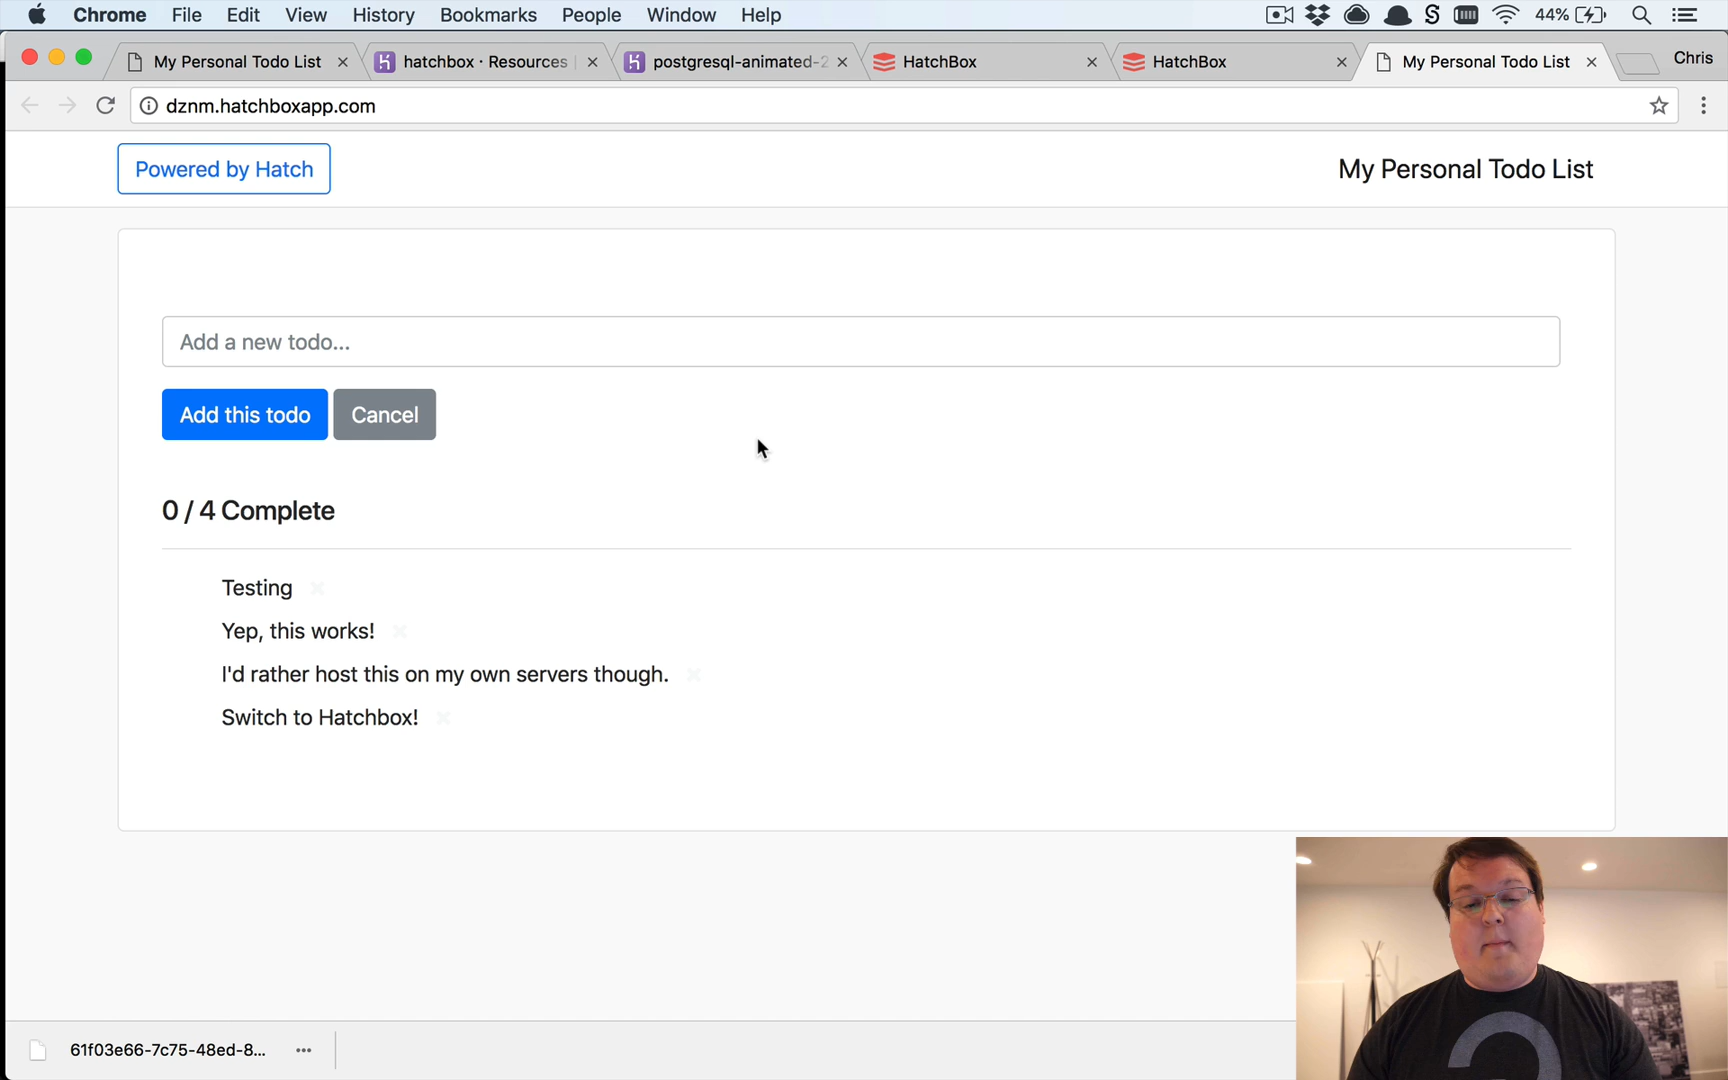 Chrome File Edit View History Bookmarks People Window Help 44%
My Personal Todo List hatchbox · Resources postgresql-animated-2 HatchBox HatchBox My Personal Todo List Chris
dznm.hatchboxapp.com
Powered by Hatch My Personal Todo List
Add a new todo...
Add this todo Cancel
0 / 4 Complete
Testing
Yep, this works!
I'd rather host this on my own servers though.
Switch to Hatchbox!
61f03e66-7c75-48ed-8...